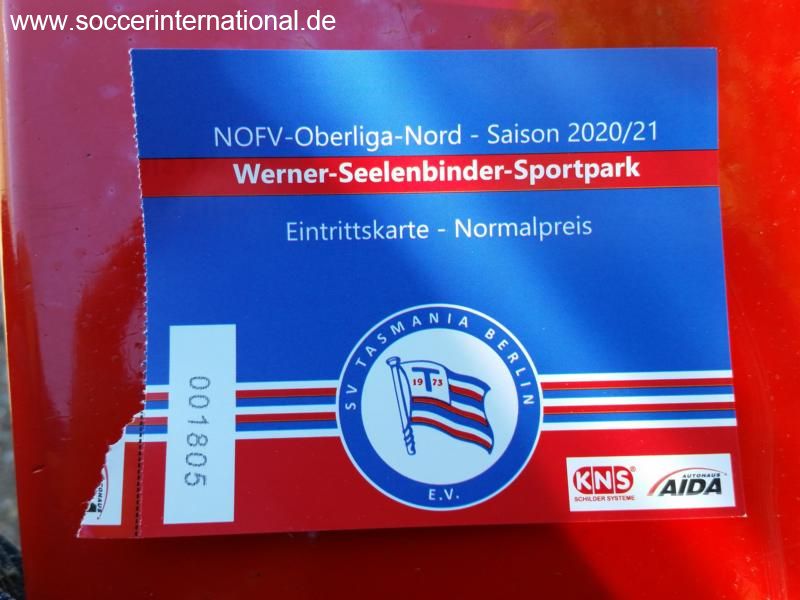 www.soccerinternational.de
NOFV-Oberliga-Nord - Saison 2020/21
Werner-Seelenbinder-Sportpark
Eintrittskarte - Normalpreis
001805
SV TASMANIA BERLIN
19 T 73
E.V.
KNS®
SCHILDER SYSTEME
AUTOHAUS
AIDA